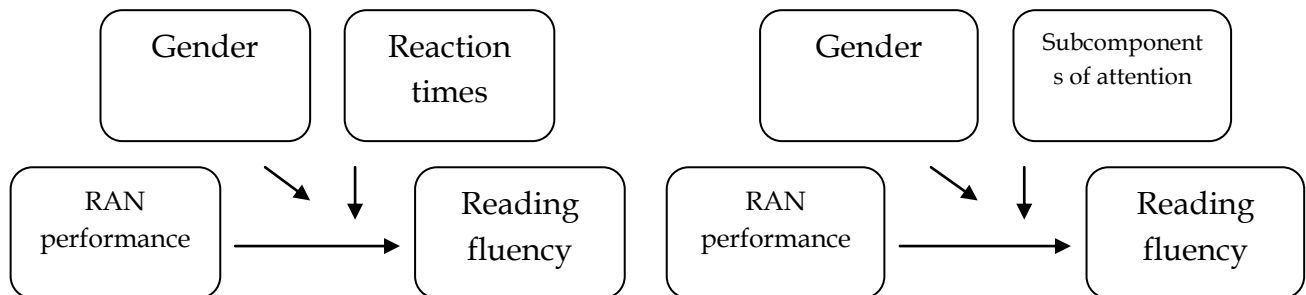 Gender
Reaction
times
RAN
performance
Reading
fluency
Gender
Subcomponent
s of attention
RAN
performance
Reading
fluency